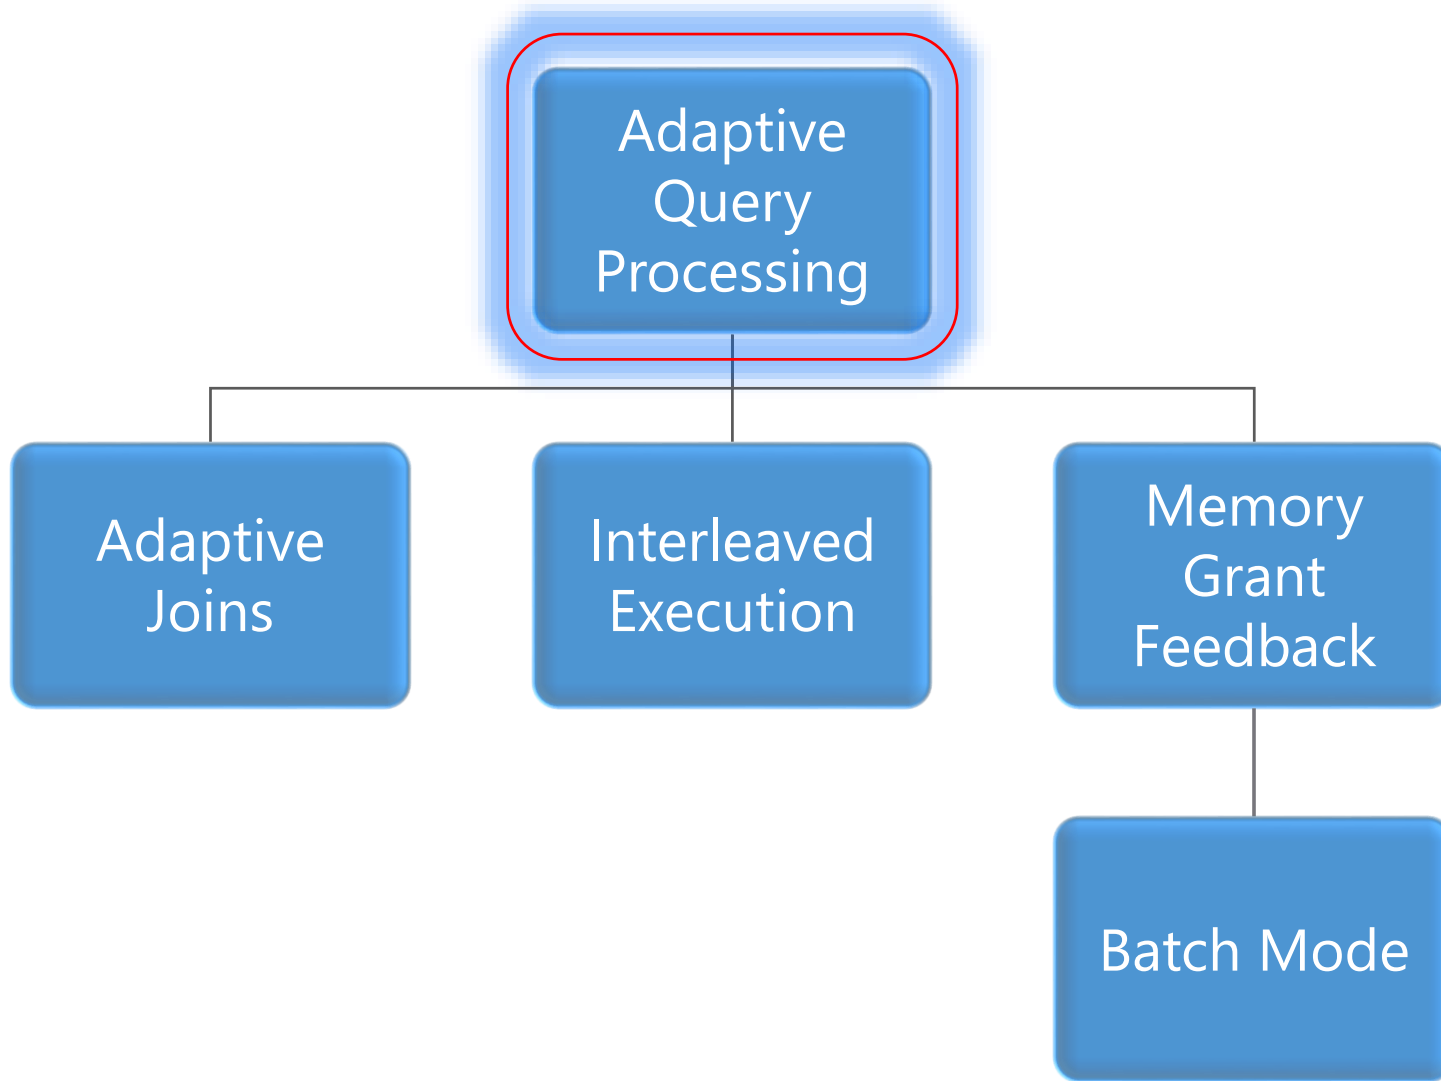 Adaptive
Query
Processing
Adaptive
Joins
Interleaved
Execution
Memory
Grant
Feedback
Batch Mode